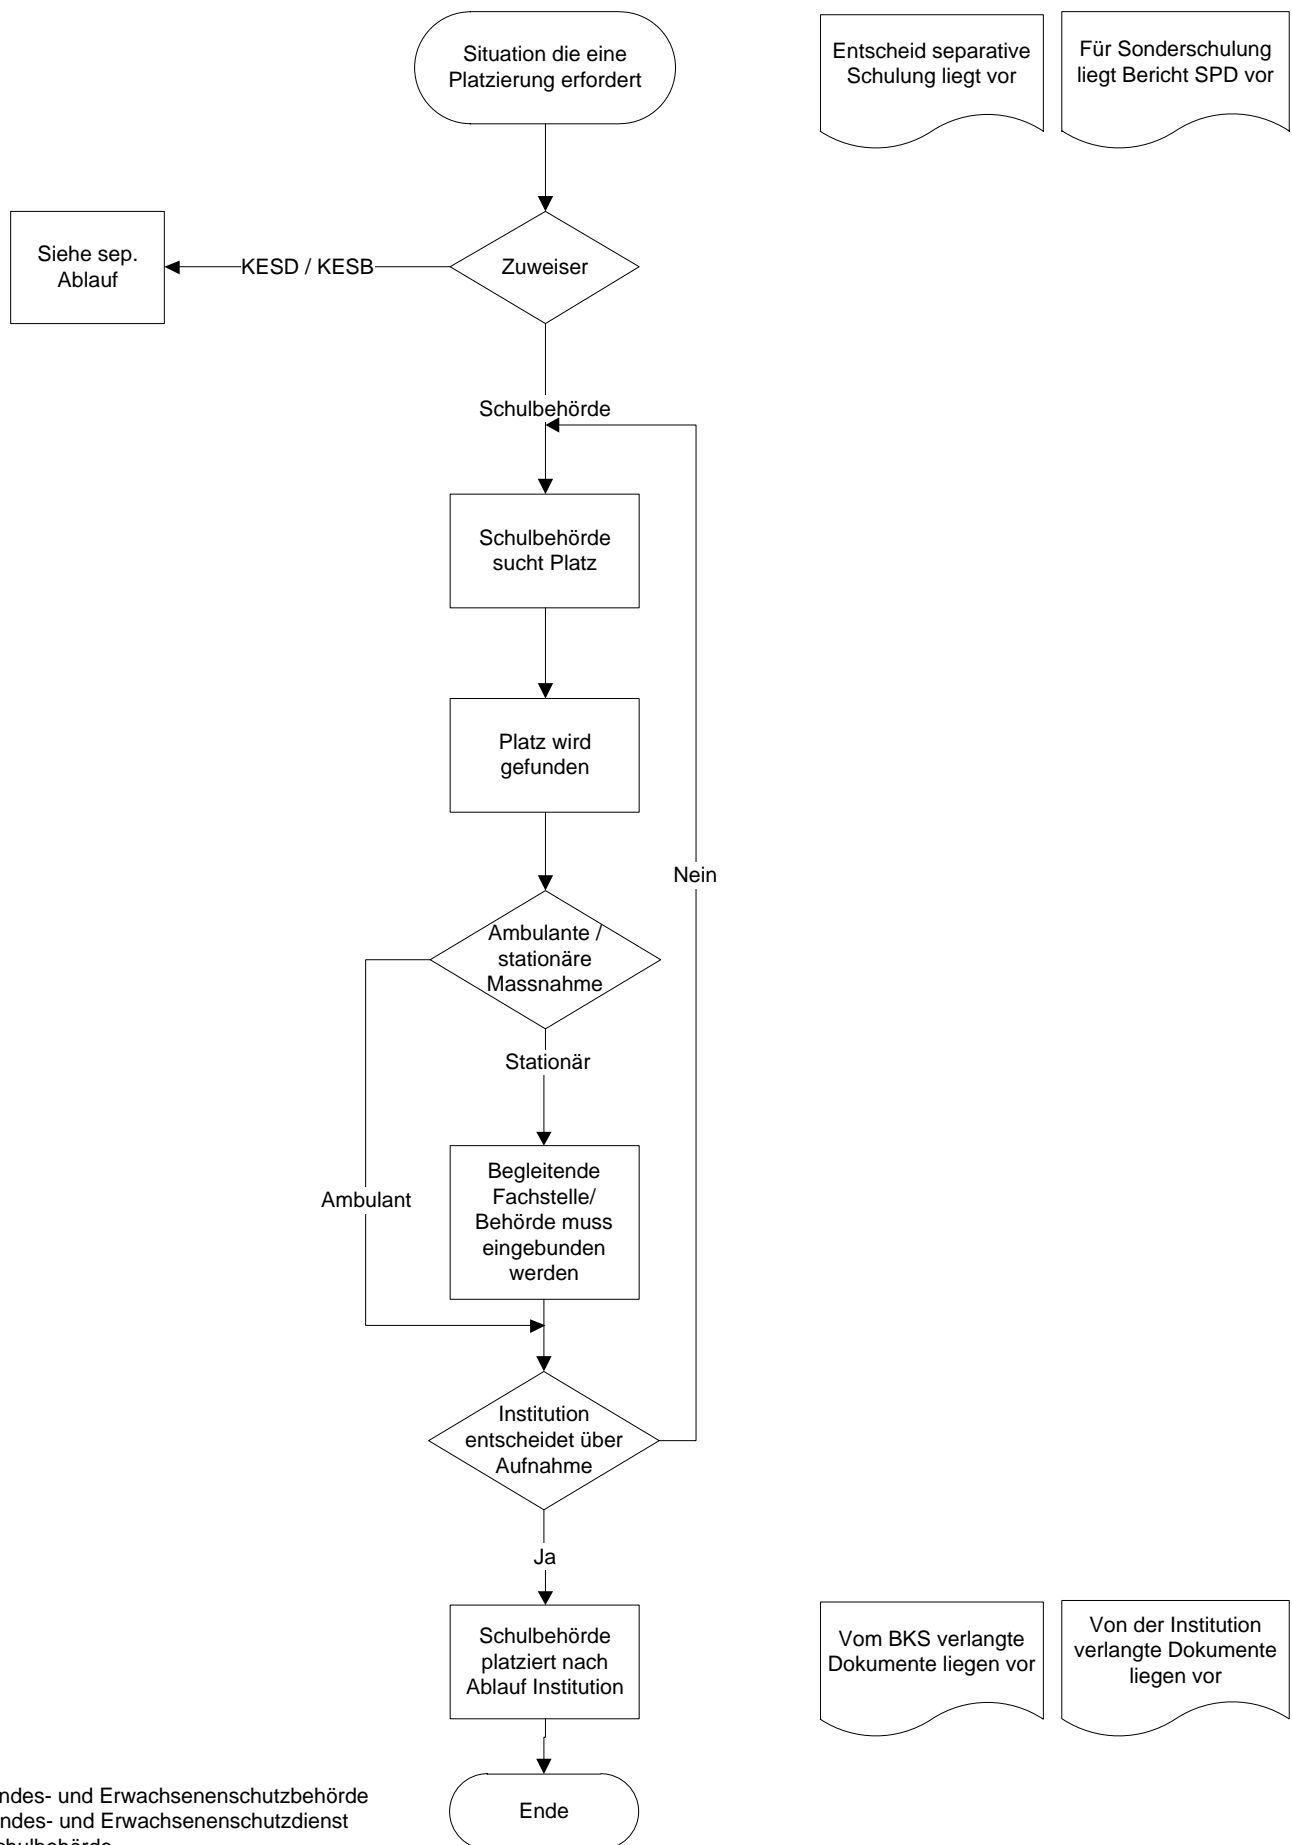 Situation die eine
Platzierung erfordert
Entscheid separative
Schulung liegt vor
Für Sonderschulung
liegt Bericht SPD vor
Siehe sep.
Ablauf
KESD / KESB
Zuweiser
Schulbehörde
Schulbehörde
sucht Platz
Platz wird
gefunden
Nein
Ambulante /
stationäre
Massnahme
Stationär
Ambulant
Begleitende
Fachstelle/
Behörde muss
eingebunden
werden
Institution
entscheidet über
Aufnahme
Ja
Schulbehörde
platziert nach
Ablauf Institution
Vom BKS verlangte
Dokumente liegen vor
Von der Institution
verlangte Dokumente
liegen vor
Ende
ndes- und Erwachsenenschutzbehörde
ndes- und Erwachsenenschutzdienst